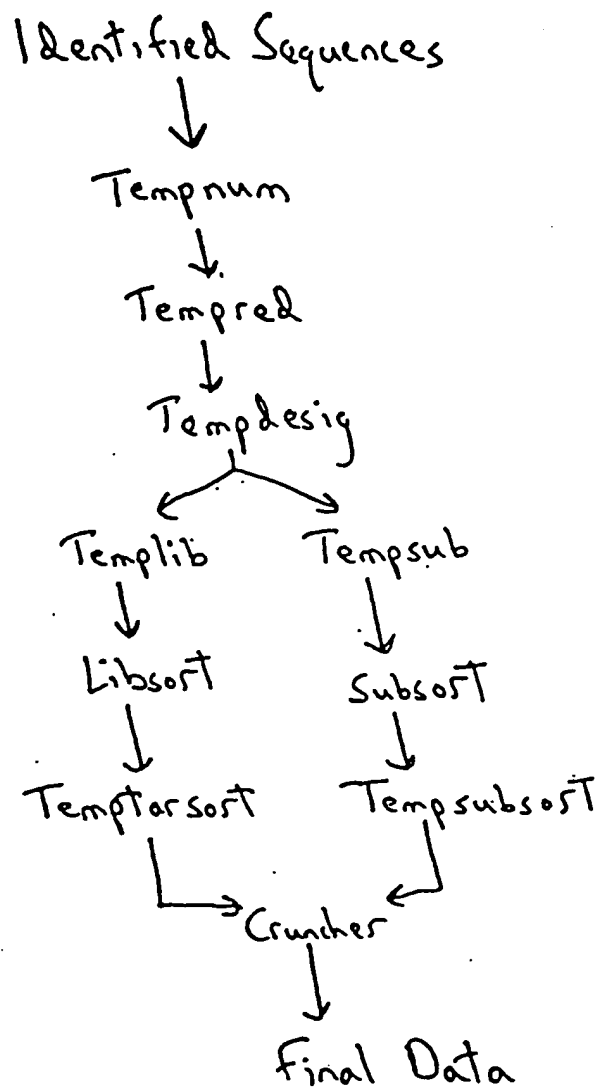 Identified Sequences
Tempnum
Tempred
Tempdesig
Templib Tempsub
Libsort Subsort
Temptarsort Tempsubsort
Cruncher
Final Data